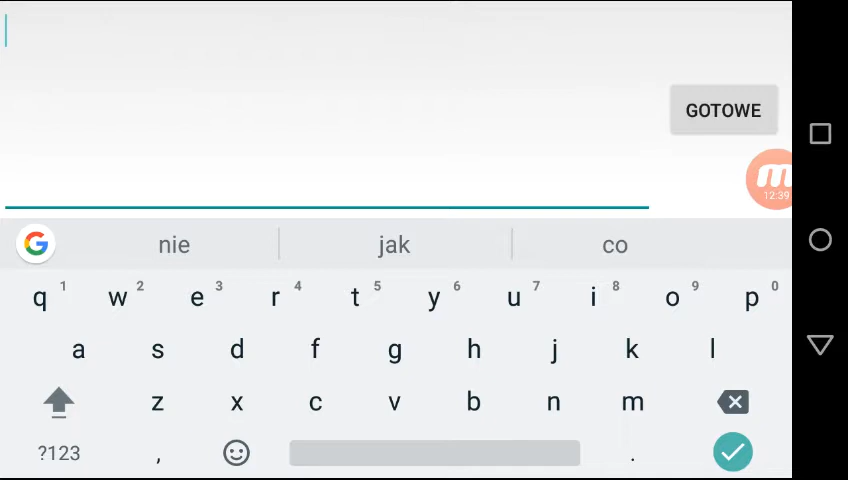 GOTOWE
m
12:39
G nie jak co
q 1 w 2 e 3 r 4 t 5 y 6 u 7 i 8 o 9 p 0
a s d f g h j k l
z x c v b n m
?123 , .